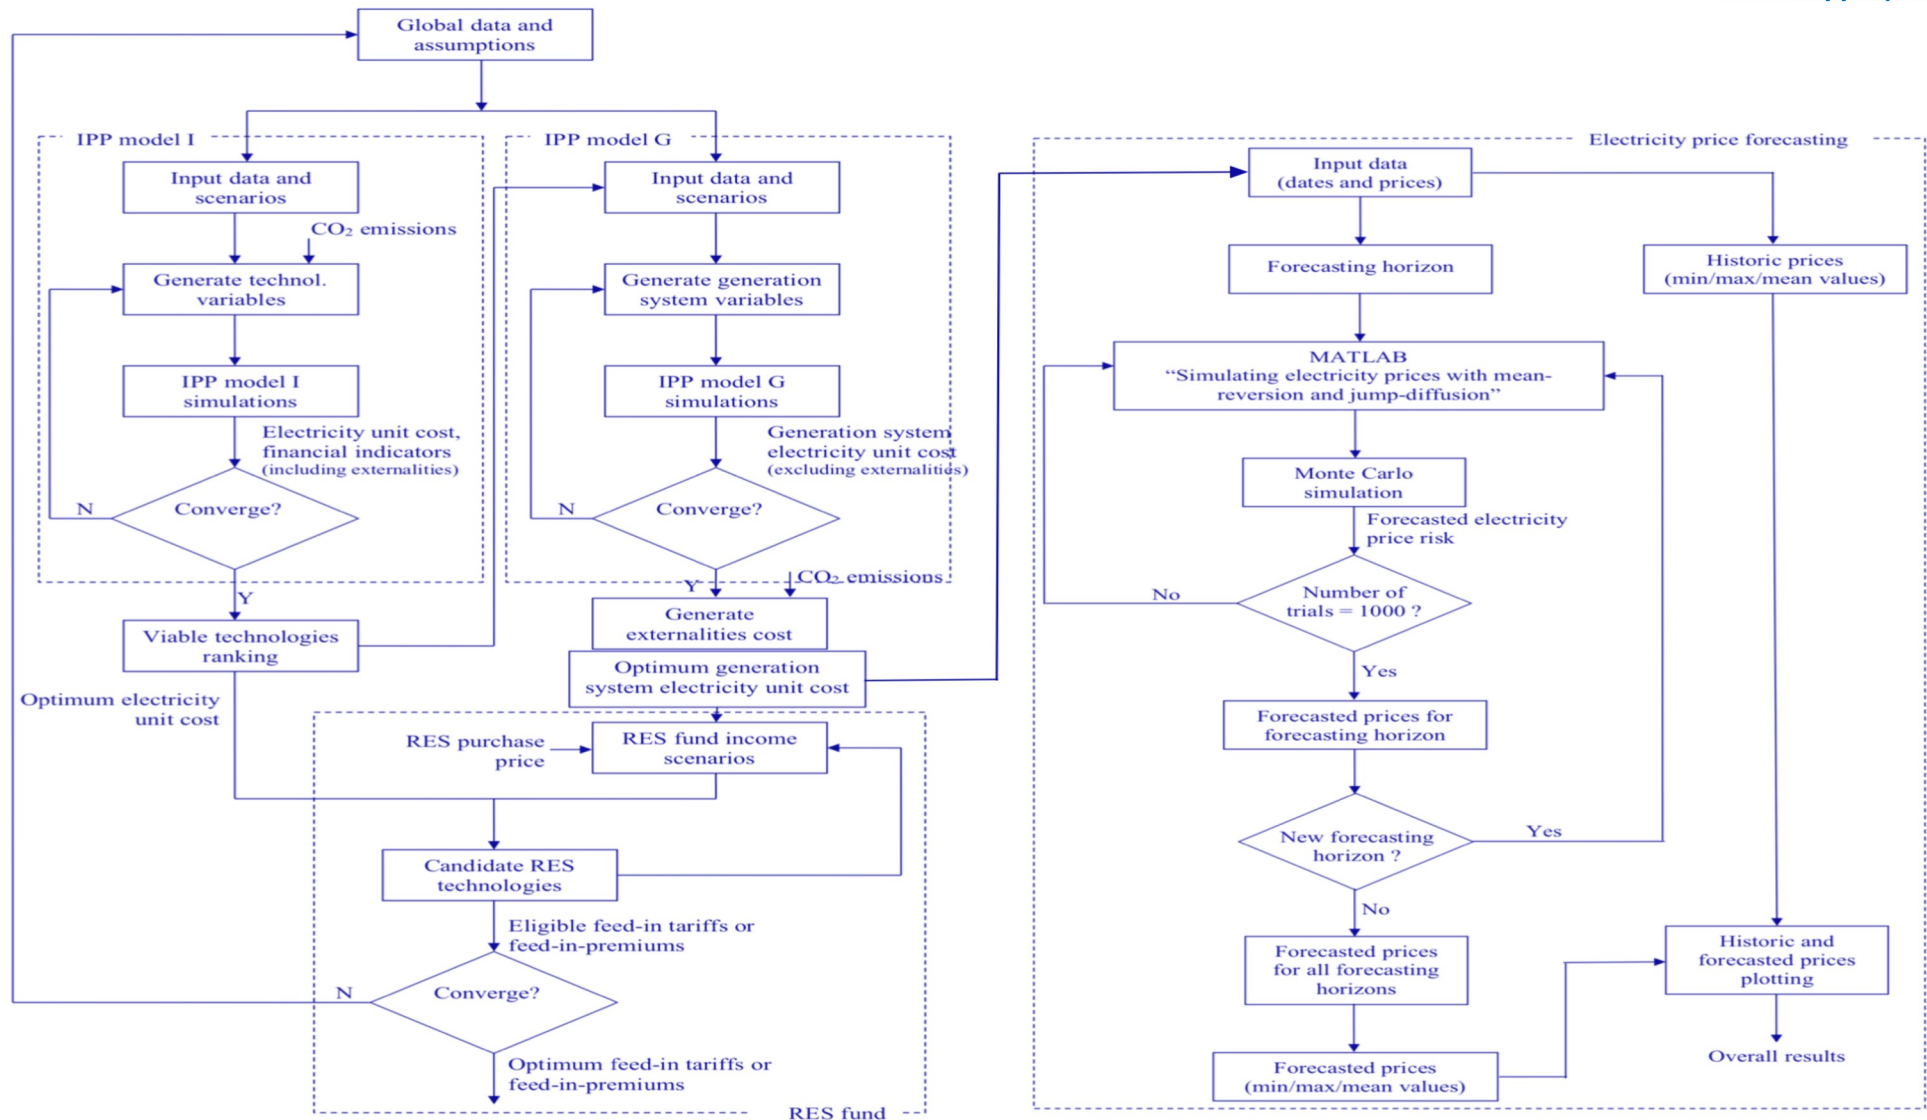 Global data and
assumptions
IPP model I
Input data and
scenarios
CO₂ emissions
Generate technol.
variables
IPP model I
simulations
Electricity unit cost,
financial indicators
(including externalities)
Converge?
N
Y
Viable technologies
ranking
Optimum electricity
unit cost
IPP model G
Input data and
scenarios
Generate generation
system variables
IPP model G
simulations
Generation system
electricity unit cost
(excluding externalities)
Converge?
N
Y
CO₂ emissions
Generate
externalities cost
Optimum generation
system electricity unit cost
RES purchase
price
RES fund income
scenarios
Candidate RES
technologies
Eligible feed-in tariffs or
feed-in-premiums
Converge?
N
Optimum feed-in tariffs or
feed-in-premiums
RES fund
Electricity price forecasting
Input data
(dates and prices)
Forecasting horizon
Historic prices
(min/max/mean values)
MATLAB
“Simulating electricity prices with mean-
reversion and jump-diffusion”
Monte Carlo
simulation
Forecasted electricity
price risk
Number of
trials = 1000 ?
No
Yes
Forecasted prices for
forecasting horizon
New forecasting
horizon ?
Yes
No
Forecasted prices
for all forecasting
horizons
Forecasted prices
(min/max/mean values)
Historic and
forecasted prices
plotting
Overall results